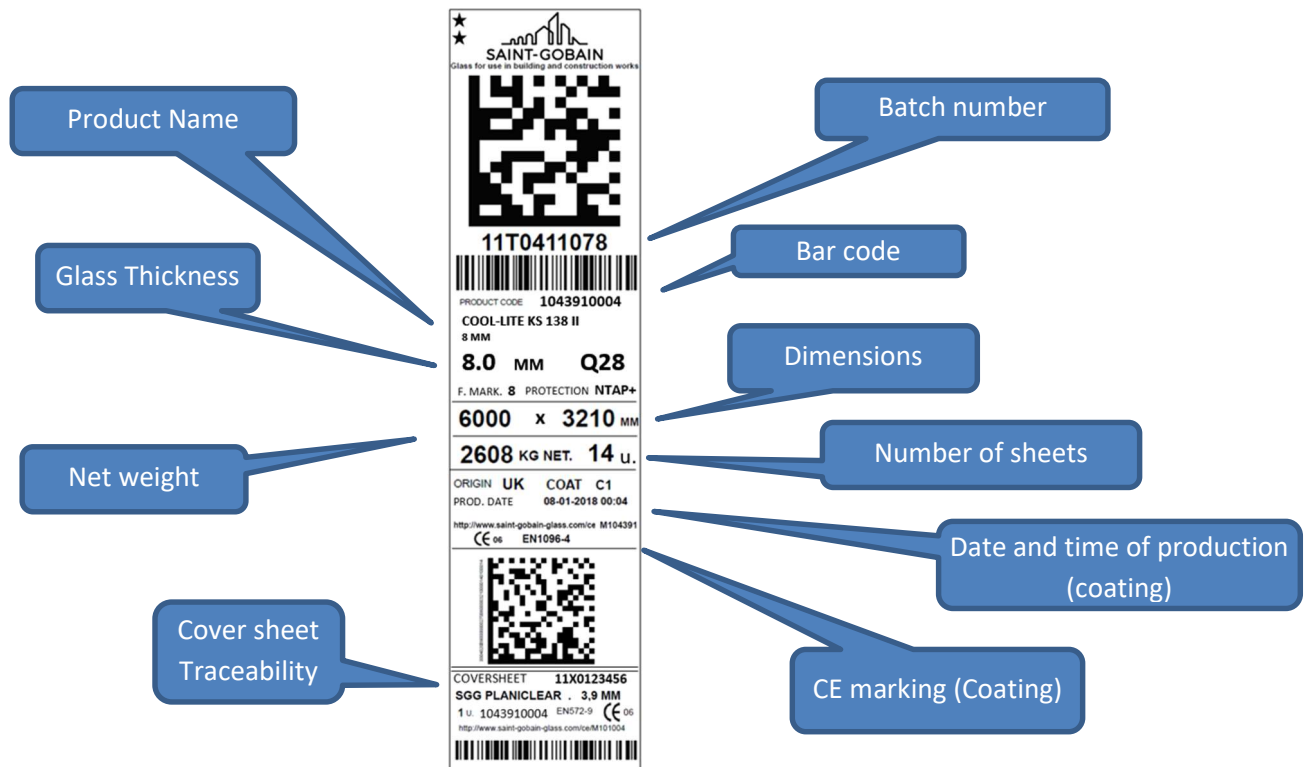 SAINT-GOBAIN
Glass for use in building and construction works
Product Name
Batch number
11T0411078
Bar code
Glass Thickness
PRODUCT CODE 1043910004
COOL-LITE KS 138 II
8 MM
8.0 MM Q28
Dimensions
F. MARK. 8 PROTECTION NTAP+
6000 x 3210 MM
Net weight
Number of sheets
2608 KG NET. 14 u.
ORIGIN UK COAT C1
PROD. DATE 08-01-2018 00:04
Date and time of production
(coating)
http://www.saint-gobain-glass.com/ce M104391
CE 06 EN1096-4
Cover sheet
Traceability
CE marking (Coating)
COVERSHEET 11X0123456
SGG PLANICLEAR . 3,9 MM
1 U. 1043910004 EN572-9 CE 06
http://www.saint-gobain-glass.com/ce/M101004